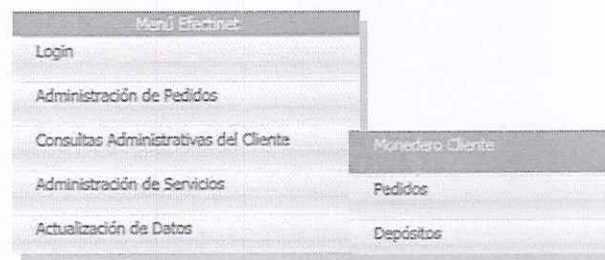 Menú Efectinet
Login
Administración de Pedidos
Consultas Administrativas del Cliente
Administración de Servicios
Actualización de Datos
Monedero Cliente
Pedidos
Depósitos